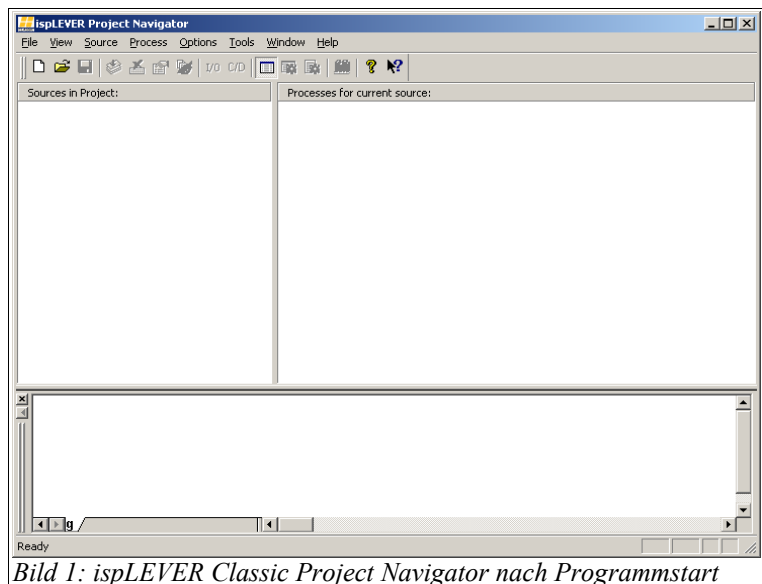 ispLEVER Project Navigator
File View Source Process Options Tools Window Help
I/O C/D
Sources in Project:
Processes for current source:
g
Ready
Bild 1: ispLEVER Classic Project Navigator nach Programmstart